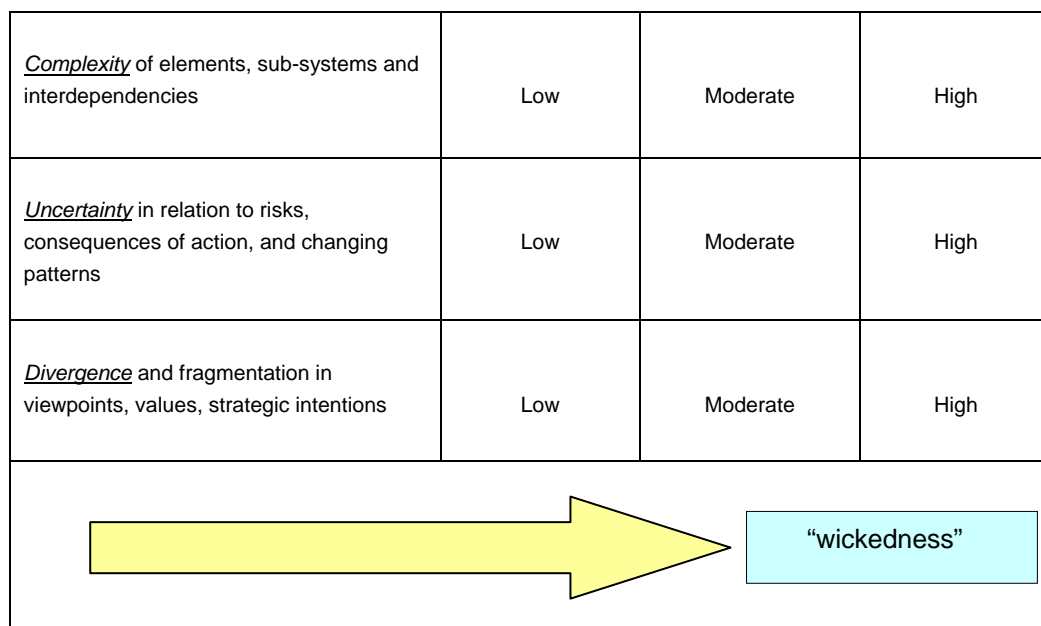 Complexity of elements, sub-systems and
interdependencies
Low
Moderate
High
Uncertainty in relation to risks,
consequences of action, and changing
patterns
Low
Moderate
High
Divergence and fragmentation in
viewpoints, values, strategic intentions
Low
Moderate
High
“wickedness”